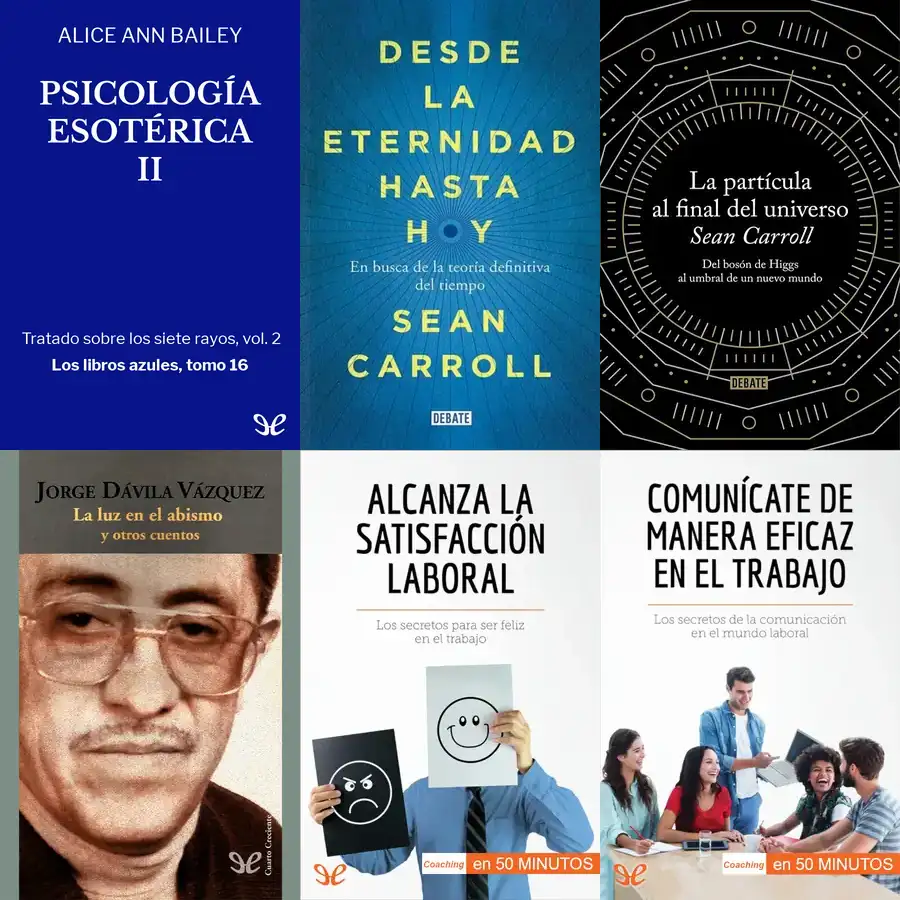 ALICE ANN BAILEY
PSICOLOGÍA
ESOTÉRICA
II
Tratado sobre los siete rayos, vol. 2
Los libros azules, tomo 16
DESDE
LA
ETERNIDAD
HASTA
HOY
En busca de la teoría definitiva
del tiempo
SEAN
CARROLL
DEBATE
La partícula
al final del universo
Sean Carroll
Del bosón de Higgs
al umbral de un nuevo mundo
DEBATE
JORGE DÁVILA VÁZQUEZ
La luz en el abismo
y otros cuentos
Cuarto Creciente
ALCANZA LA
SATISFACCIÓN
LABORAL
Los secretos para ser feliz
en el trabajo
Coaching en 50 MINUTOS
COMUNÍCATE DE
MANERA EFICAZ
EN EL TRABAJO
Los secretos de la comunicación
en el mundo laboral
Coaching en 50 MINUTOS